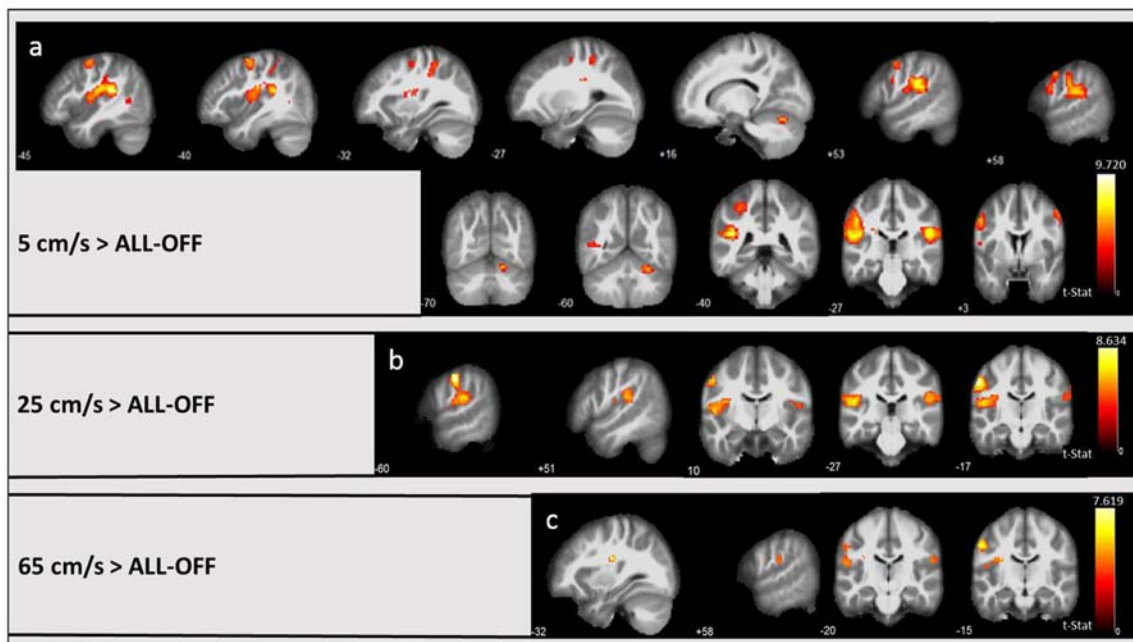 a
-45 -40 -32 -27 +16 +53 +58
9.720
5 cm/s > ALL-OFF
-70 -60 -40 -27 +3 t-Stat 0
b
8.634
25 cm/s > ALL-OFF
-60 +51 10 -27 -17 t-Stat 0
c
7.619
65 cm/s > ALL-OFF
-32 +58 -20 -15 t-Stat 0